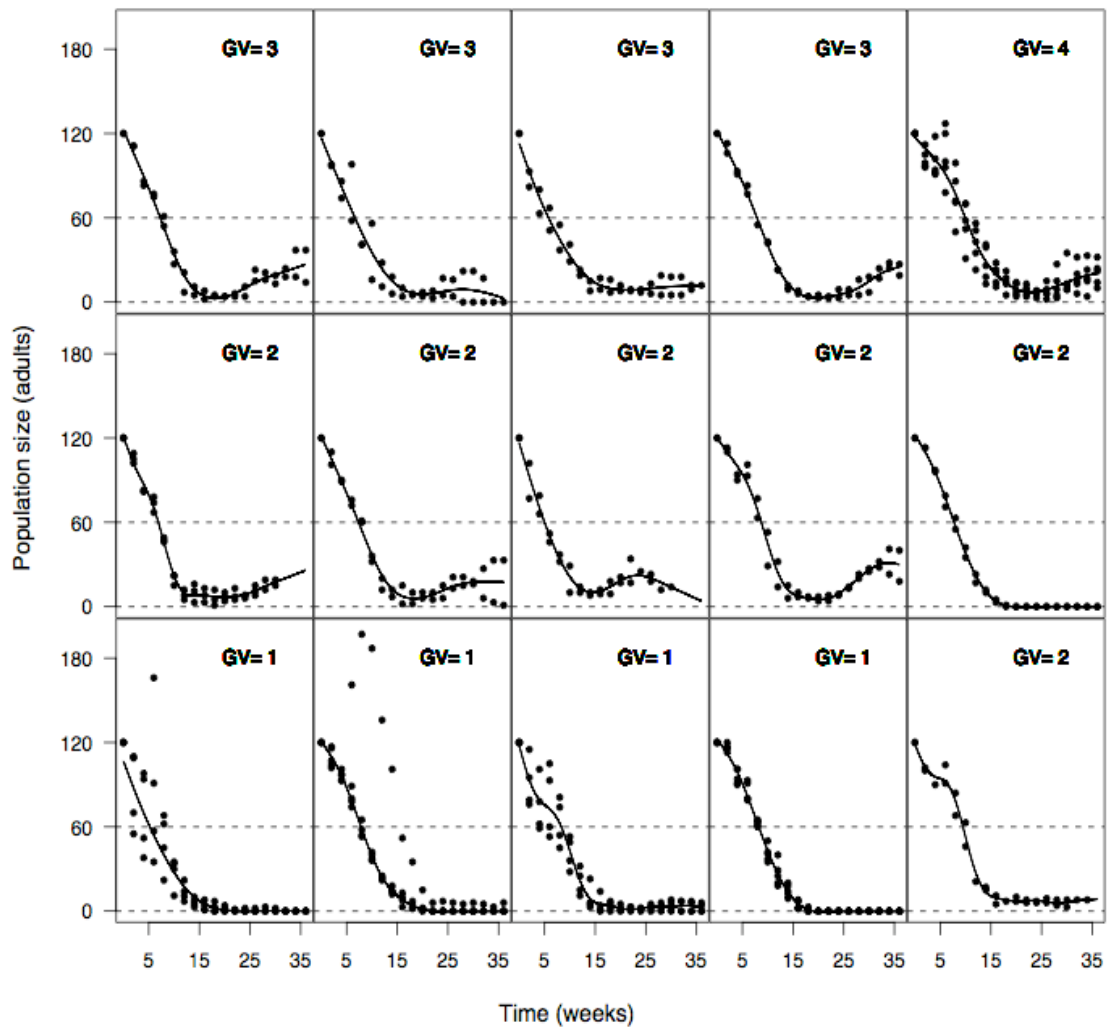 GV= 3 GV= 3 GV= 3 GV= 3 GV= 4
180
120
60
0
GV= 2 GV= 2 GV= 2 GV= 2 GV= 2
180
120
60
0
GV= 1 GV= 1 GV= 1 GV= 1 GV= 2
180
120
60
0
Population size (adults)
5 15 25 35 5 15 25 35 5 15 25 35 5 15 25 35 5 15 25 35
Time (weeks)